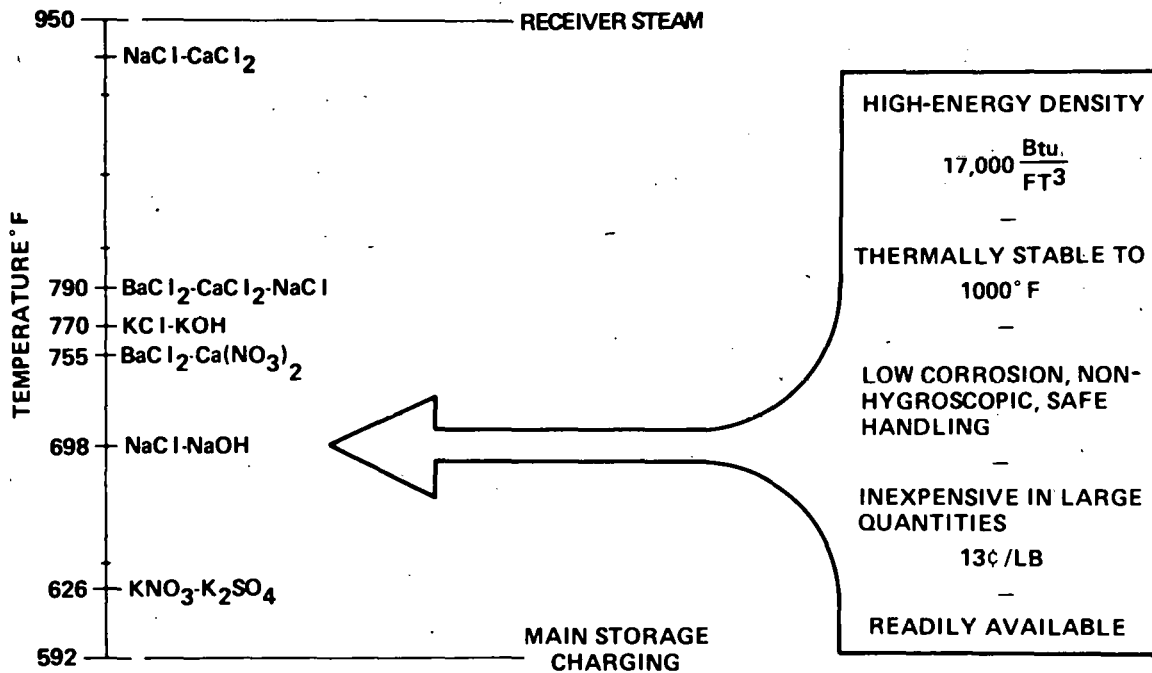 950
RECEIVER STEAM
NaCl-CaCl2
TEMPERATURE°F
790
BaCl2-CaCl2-NaCl
770
KCl-KOH
755
BaCl2-Ca(NO3)2
698
NaCl-NaOH
626
KNO3-K2SO4
592
MAIN STORAGE
CHARGING
HIGH-ENERGY DENSITY
17,000 Btu
FT3
—
THERMALLY STABLE TO
1000°F
—
LOW CORROSION, NON-
HYGROSCOPIC, SAFE
HANDLING
—
INEXPENSIVE IN LARGE
QUANTITIES
13¢/LB
—
READILY AVAILABLE